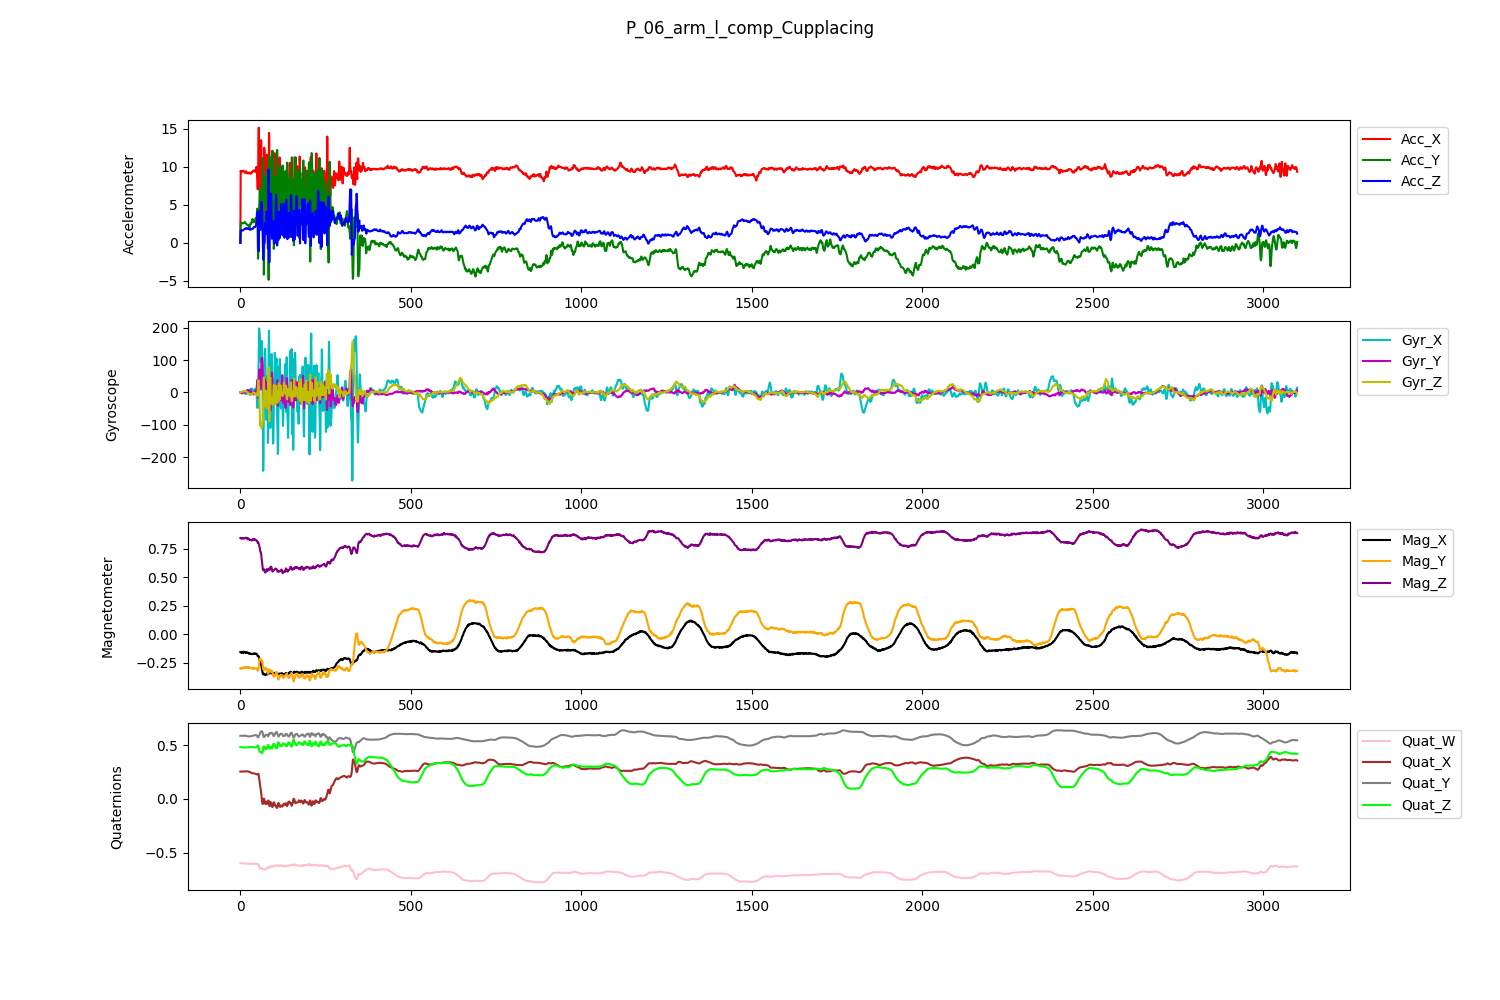 P_06_arm_l_comp_Cupplacing
Accelerometer
15
10
5
0
−5
0 500 1000 1500 2000 2500 3000
Acc_X
Acc_Y
Acc_Z
Gyroscope
200
100
0
−100
−200
0 500 1000 1500 2000 2500 3000
Gyr_X
Gyr_Y
Gyr_Z
Magnetometer
0.75
0.50
0.25
0.00
−0.25
0 500 1000 1500 2000 2500 3000
Mag_X
Mag_Y
Mag_Z
Quaternions
0.5
0.0
−0.5
0 500 1000 1500 2000 2500 3000
Quat_W
Quat_X
Quat_Y
Quat_Z